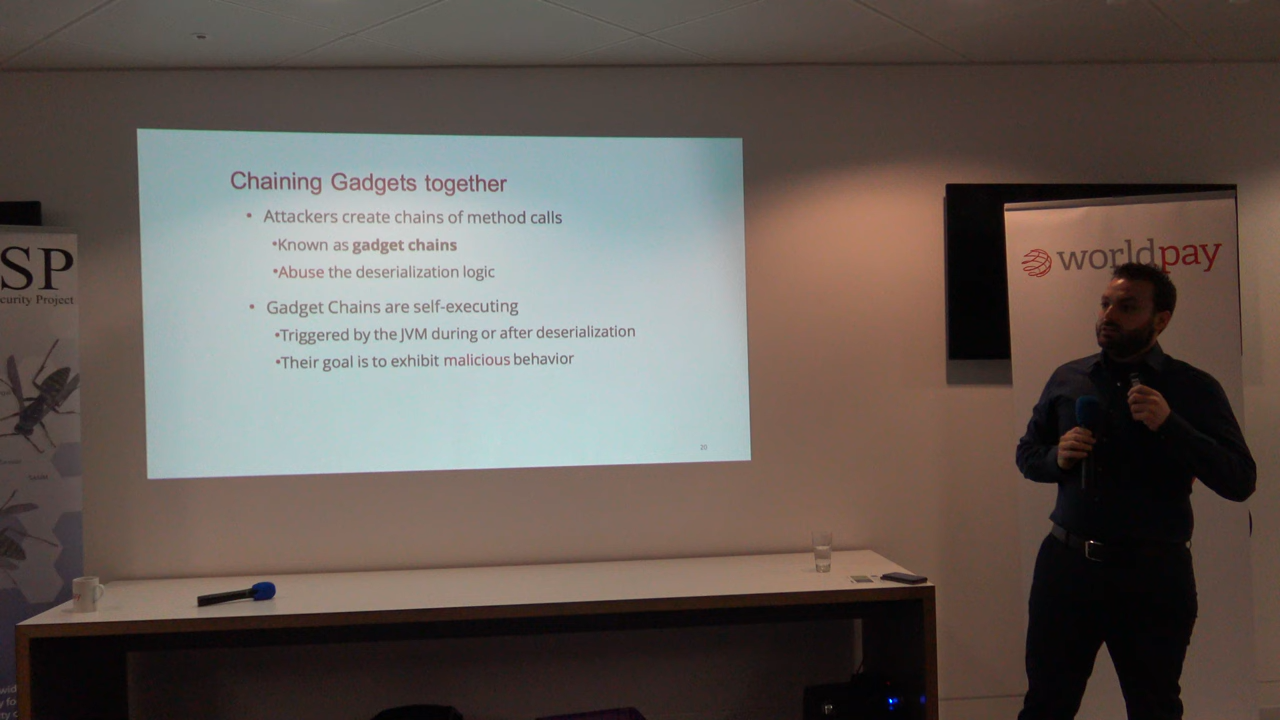 Chaining Gadgets together
• Attackers create chains of method calls
•Known as gadget chains
•Abuse the deserialization logic
• Gadget Chains are self-executing
•Triggered by the JVM during or after deserialization
•Their goal is to exhibit malicious behavior
20
SP
curity Project
worldpay